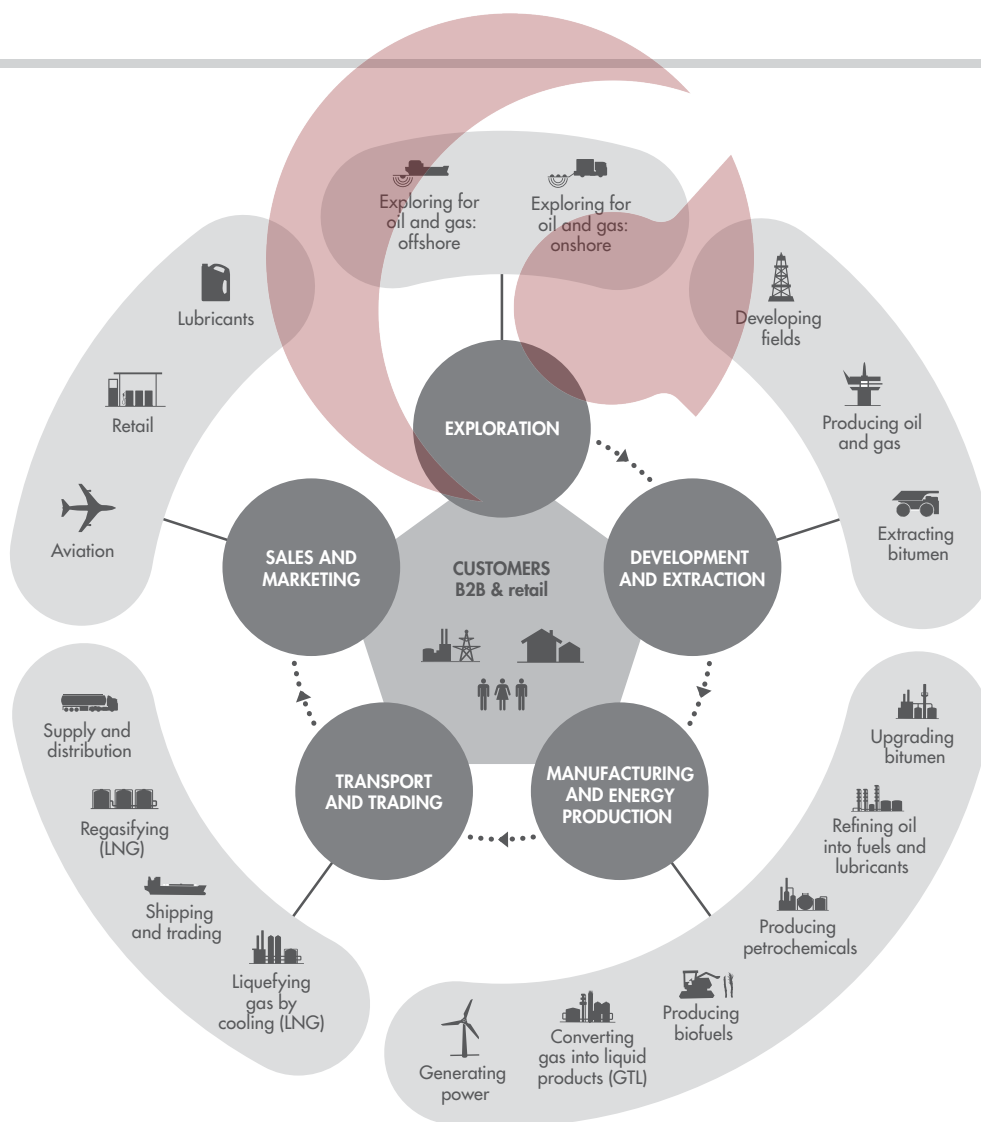 Exploring for
oil and gas:
offshore
Exploring for
oil and gas:
onshore
Lubricants
Retail
Aviation
Developing
fields
Producing oil
and gas
Extracting
bitumen
EXPLORATION
SALES AND
MARKETING
CUSTOMERS
B2B & retail
DEVELOPMENT
AND EXTRACTION
TRANSPORT
AND TRADING
MANUFACTURING
AND ENERGY
PRODUCTION
Supply and
distribution
Regasifying
(LNG)
Shipping
and trading
Liquefying
gas by
cooling (LNG)
Upgrading
bitumen
Refining oil
into fuels and
lubricants
Producing
petrochemicals
Producing
biofuels
Converting
gas into liquid
products (GTL)
Generating
power